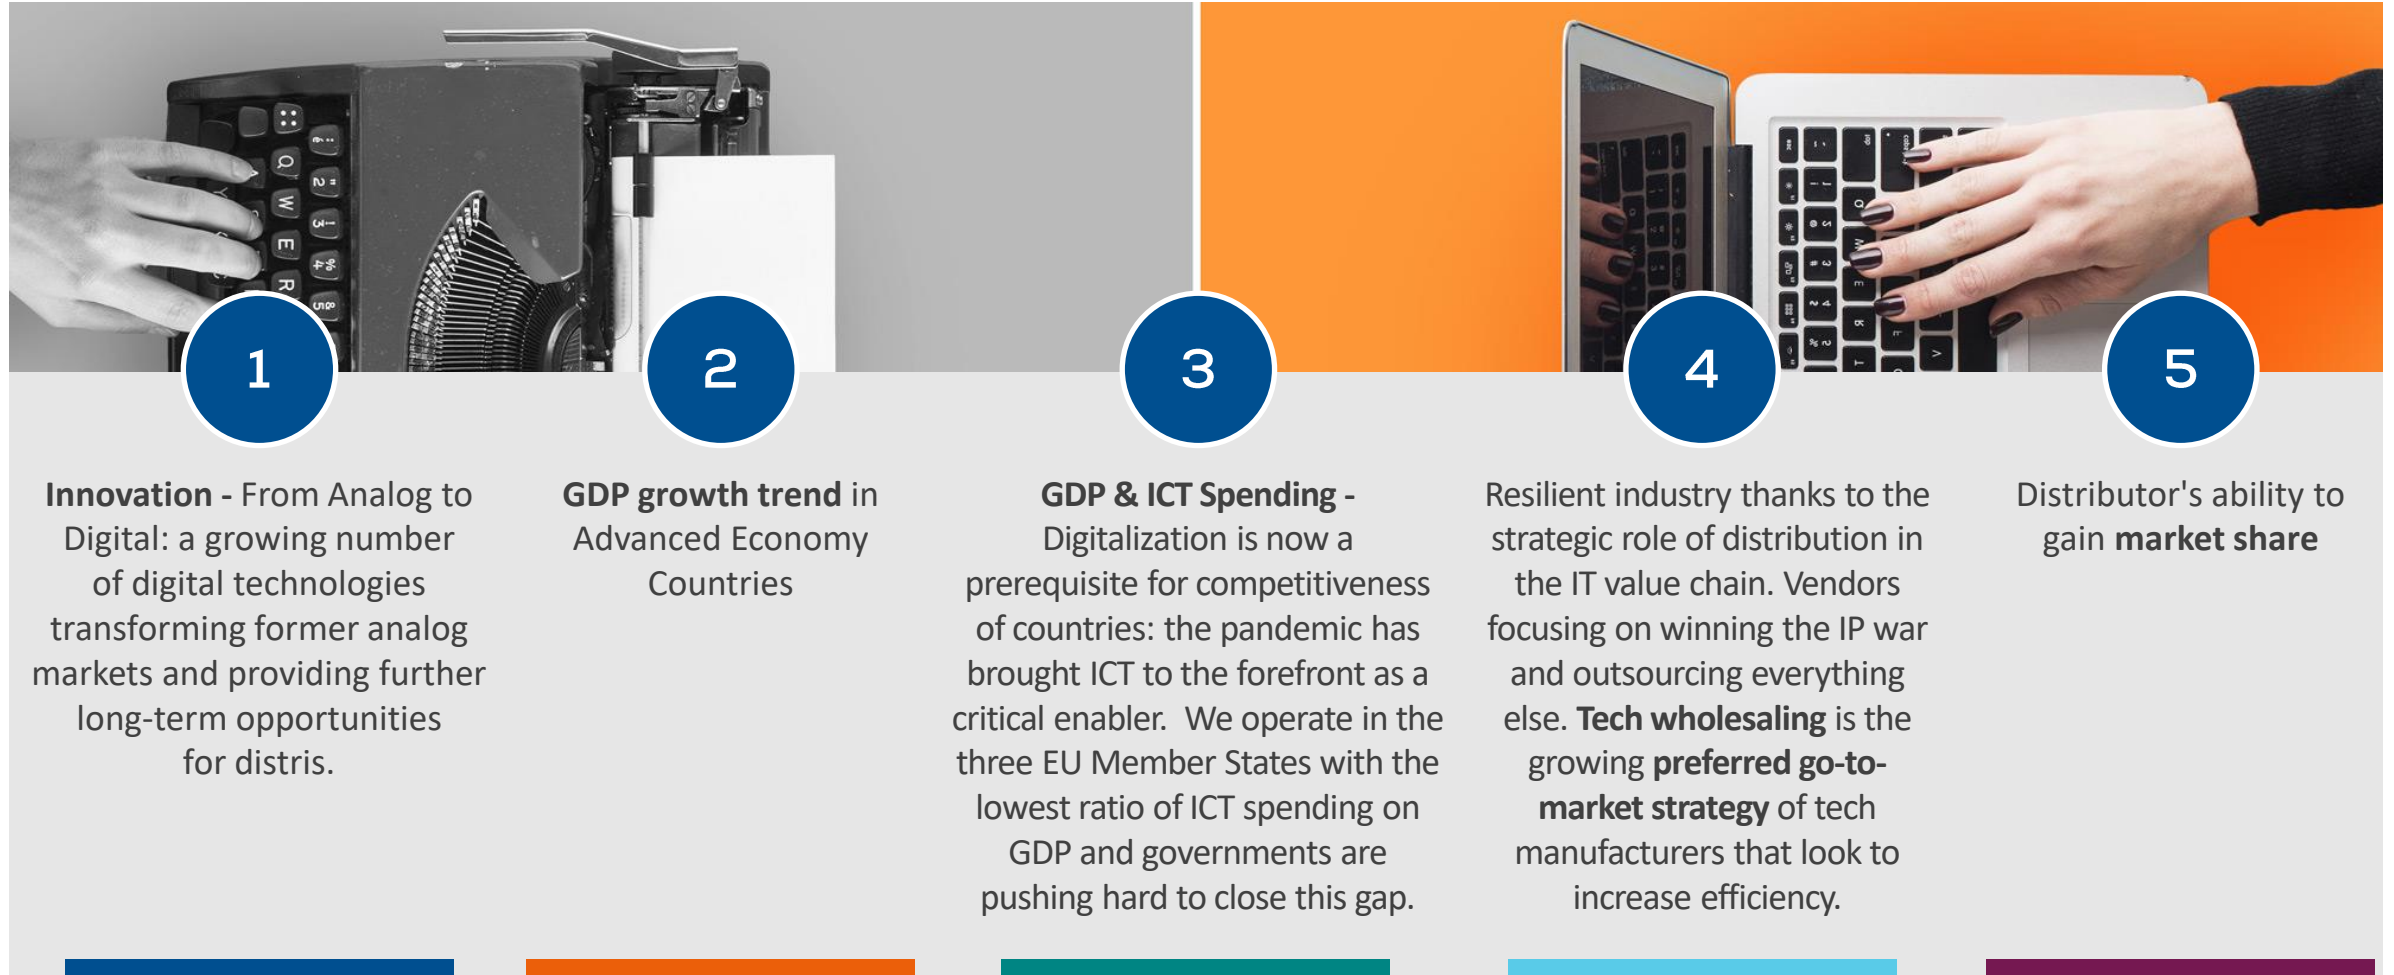 1
2
3
4
5
Innovation - From Analog to
Digital: a growing number
of digital technologies
transforming former analog
markets and providing further
long-term opportunities
for distris.
GDP growth trend in
Advanced Economy
Countries
GDP & ICT Spending -
Digitalization is now a
prerequisite for competitiveness
of countries: the pandemic has
brought ICT to the forefront as a
critical enabler.  We operate in the
three EU Member States with the
lowest ratio of ICT spending on
GDP and governments are
pushing hard to close this gap.
Resilient industry thanks to the
strategic role of distribution in
the IT value chain. Vendors
focusing on winning the IP war
and outsourcing everything
else. Tech wholesaling is the
growing preferred go-to-
market strategy of tech
manufacturers that look to
increase efficiency.
Distributor's ability to
gain market share